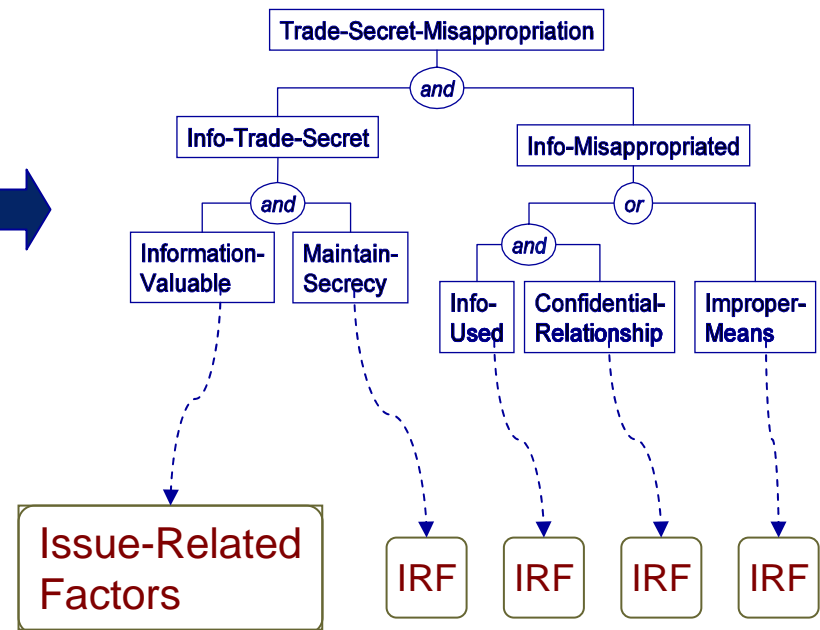 Trade-Secret-Misappropriation
and
Info-Trade-Secret
Info-Misappropriated
and
or
Information-
Valuable
Maintain-
Secrecy
and
Info-
Used
Confidential-
Relationship
Improper-
Means
Issue-Related
Factors
IRF
IRF
IRF
IRF